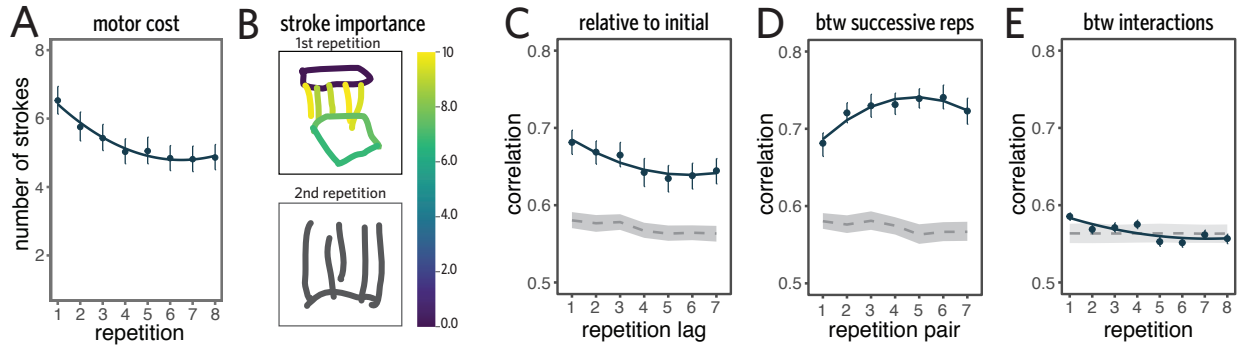 A motor cost
number of strokes
8
6
4
2
1 2 3 4 5 6 7 8
repetition
B stroke importance
1st repetition
2nd repetition
10
8.0
6.0
4.0
2.0
0.0
C relative to initial
correlation
0.8
0.7
0.6
0.5
1 2 3 4 5 6 7
repetition lag
D btw successive reps
correlation
0.8
0.7
0.6
0.5
1 2 3 4 5 6 7
repetition pair
E btw interactions
correlation
0.8
0.7
0.6
0.5
1 2 3 4 5 6 7 8
repetition